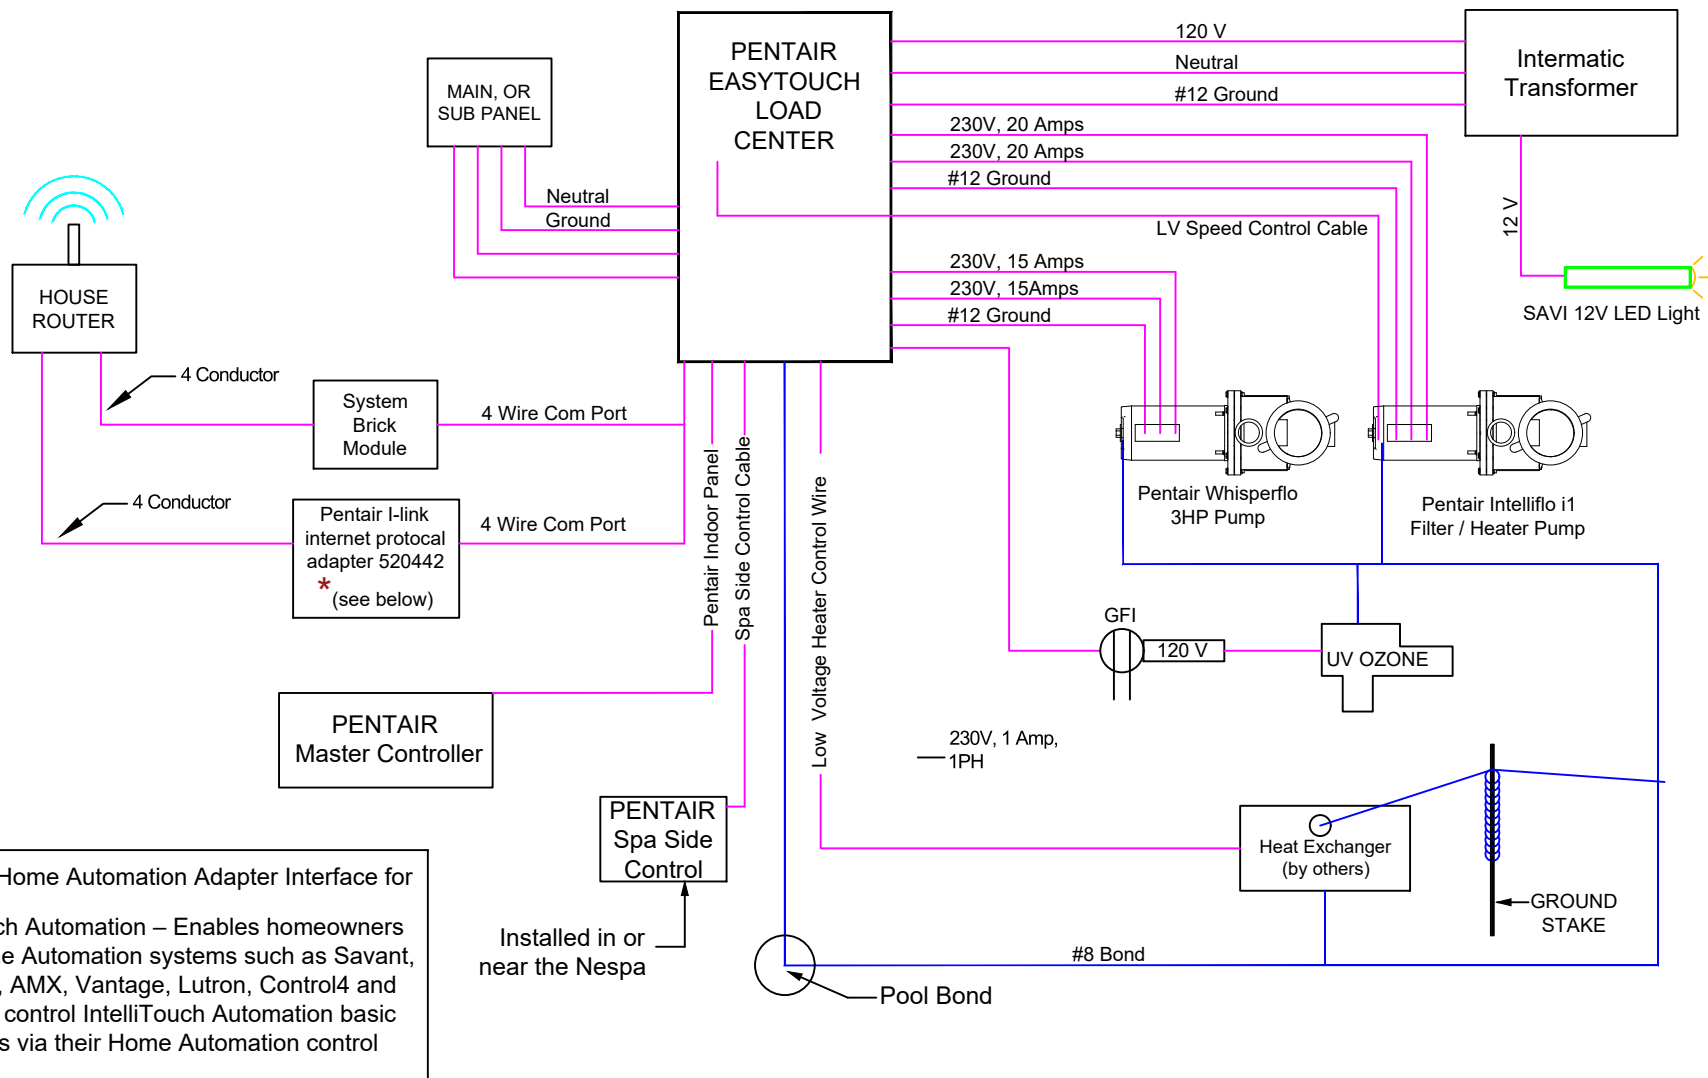 PENTAIR
EASYTOUCH
LOAD
CENTER
MAIN, OR
SUB PANEL
Neutral
Ground
HOUSE
ROUTER
4 Conductor
System
Brick
Module
4 Wire Com Port
4 Conductor
Pentair I-link
internet protocal
adapter 520442
*
(see below)
4 Wire Com Port
120 V
Neutral
#12 Ground
Intermatic
Transformer
230V, 20 Amps
230V, 20 Amps
#12 Ground
LV Speed Control Cable
12 V
SAVI 12V LED Light
230V, 15 Amps
230V, 15Amps
#12 Ground
Pentair Whisperflo
3HP Pump
Pentair Intelliflo i1
Filter / Heater Pump
Pentair Indoor Panel
Spa Side Control Cable
Low Voltage Heater Control Wire
GFI
120 V
UV OZONE
PENTAIR
Master Controller
230V, 1 Amp,
1PH
PENTAIR
Spa Side
Control
Installed in or
near the Nespa
Heat Exchanger
(by others)
GROUND
STAKE
#8 Bond
Pool Bond
Home Automation Adapter Interface for
ch Automation – Enables homeowners
e Automation systems such as Savant,
, AMX, Vantage, Lutron, Control4 and
control IntelliTouch Automation basic
s via their Home Automation control